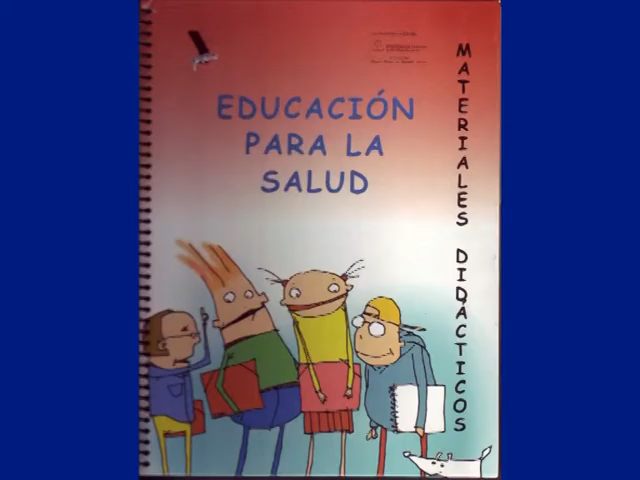 EDUCACIÓN
PARA LA
SALUD
MATERIALES DIDÁCTICOS